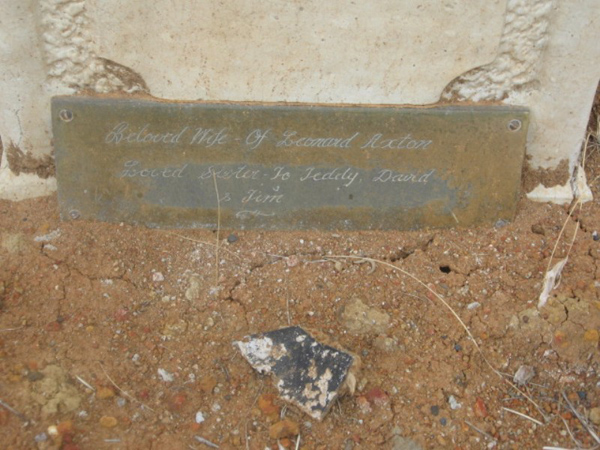 Beloved Wife - Of Leonard Axton
Loved Sister - To Teddy, David
& Jim